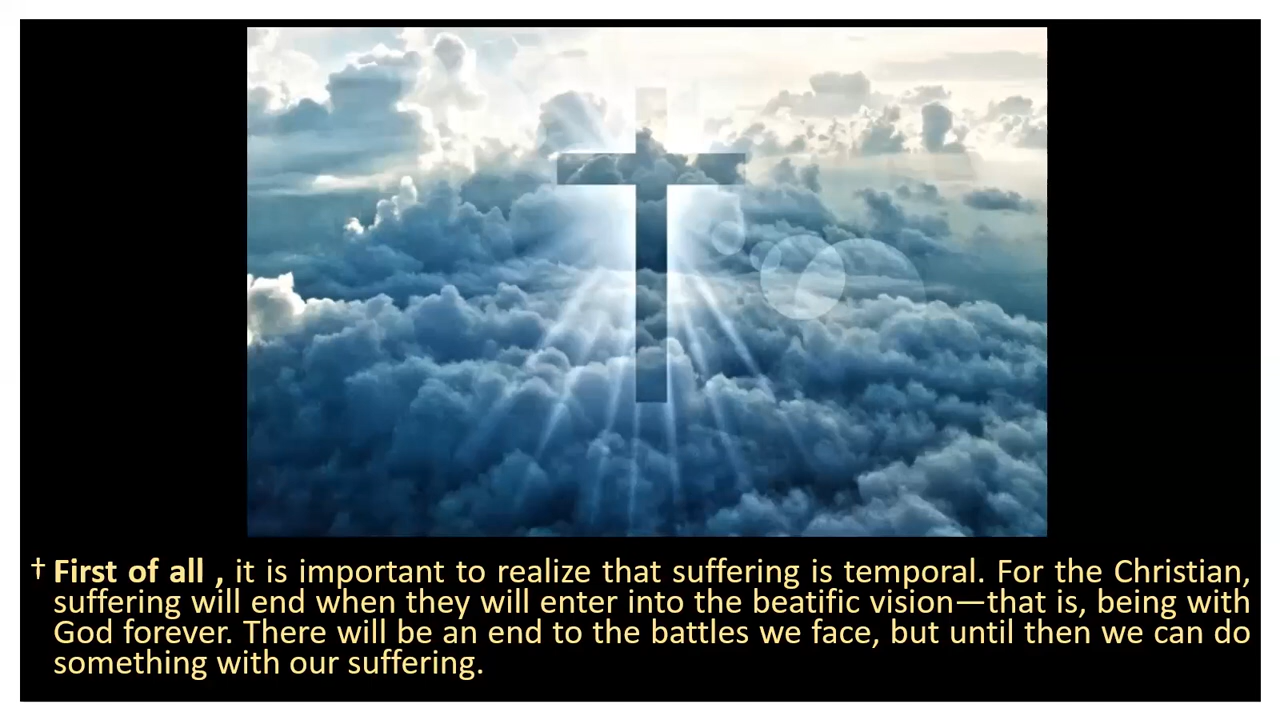 † First of all , it is important to realize that suffering is temporal. For the Christian,
suffering will end when they will enter into the beatific vision—that is, being with
God forever. There will be an end to the battles we face, but until then we can do
something with our suffering.